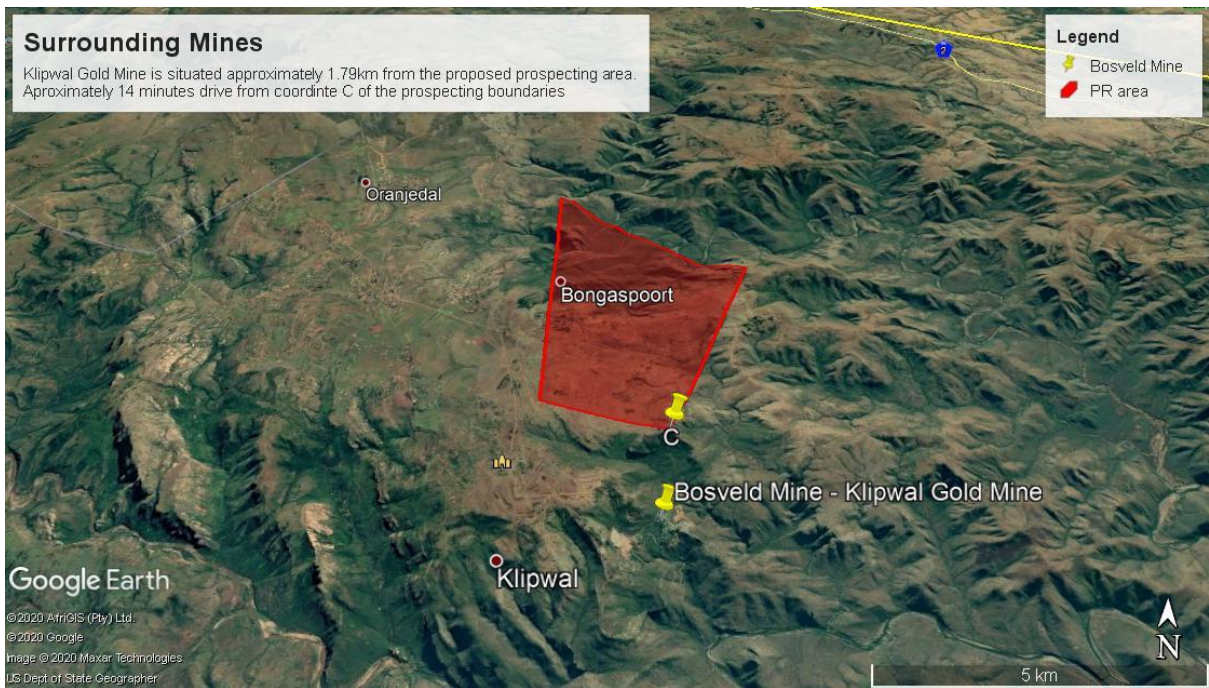 Surrounding Mines
Klipwal Gold Mine is situated approximately 1.79km from the proposed prospecting area.
Aproximately 14 minutes drive from coordinte C of the prospecting boundaries
Legend
Bosveld Mine
PR area
2
Oranjedal
Bongaspoort
C
Bosveld Mine - Klipwal Gold Mine
Klipwal
Google Earth
©2020 AfriGIS (Pty) Ltd.
©2020 Google
Image © 2020 Maxar Technologies
US Dept of State Geographer
N
5 km